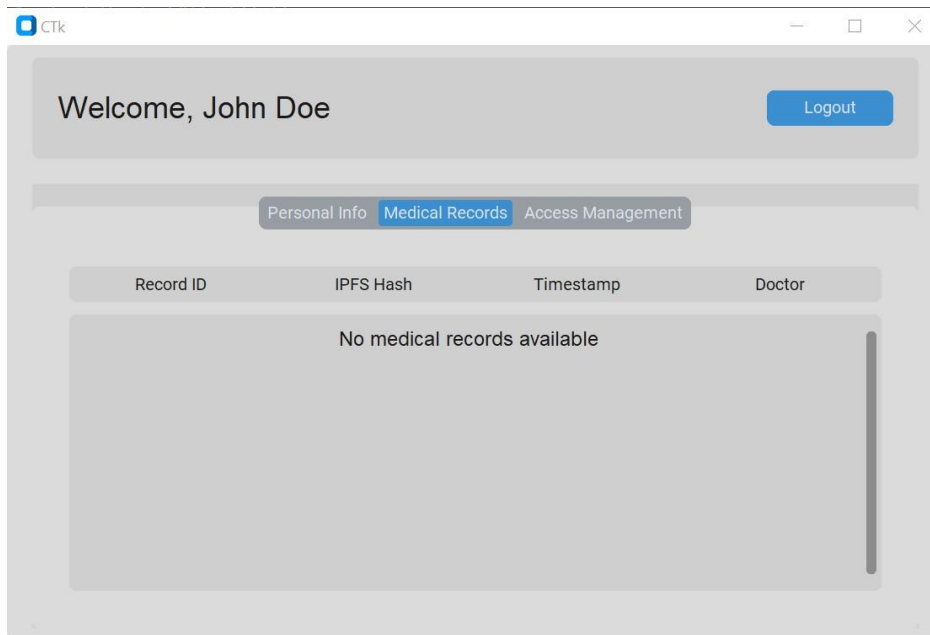 CTk
Welcome, John Doe
Logout
Personal Info Medical Records Access Management
Record ID IPFS Hash Timestamp Doctor
No medical records available